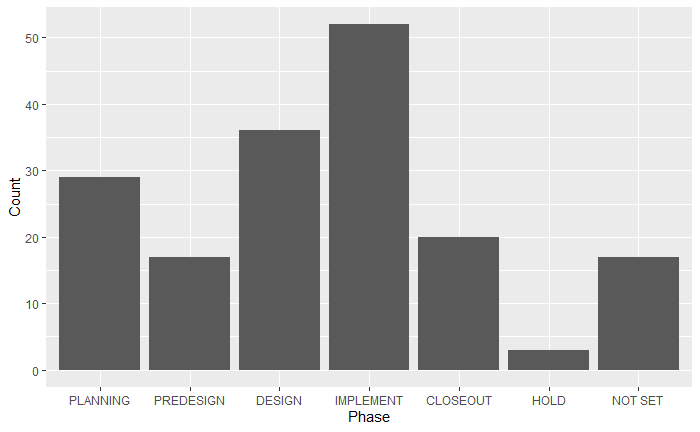 Count
50
40
30
20
10
0
PLANNING PREDESIGN DESIGN IMPLEMENT CLOSEOUT HOLD NOT SET
Phase